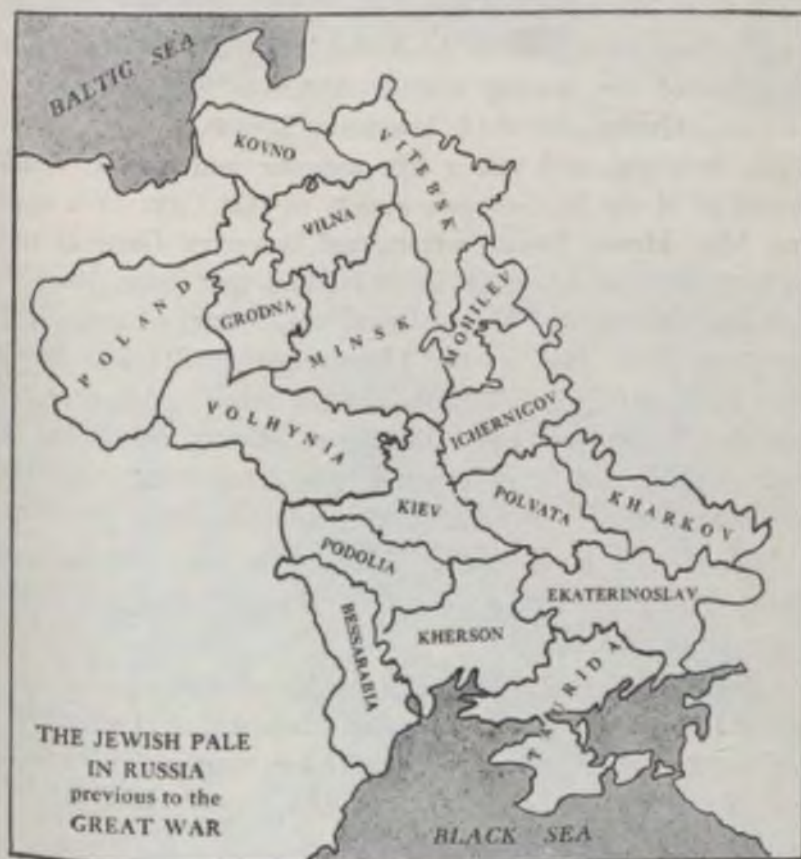 BALTIC SEA
KOVNO
VITEBSK
VILNA
POLAND
GRODNA
MINSK
MOHILEV
VOLHYNIA
ICHERNICOV
KIEV
POLVATA
KHARKOV
PODOLIA
EKATERINOSLAV
BESSARABIA
KHERSON
TAURIDA
THE JEWISH PALE
IN RUSSIA
previous to the
GREAT WAR
BLACK SEA